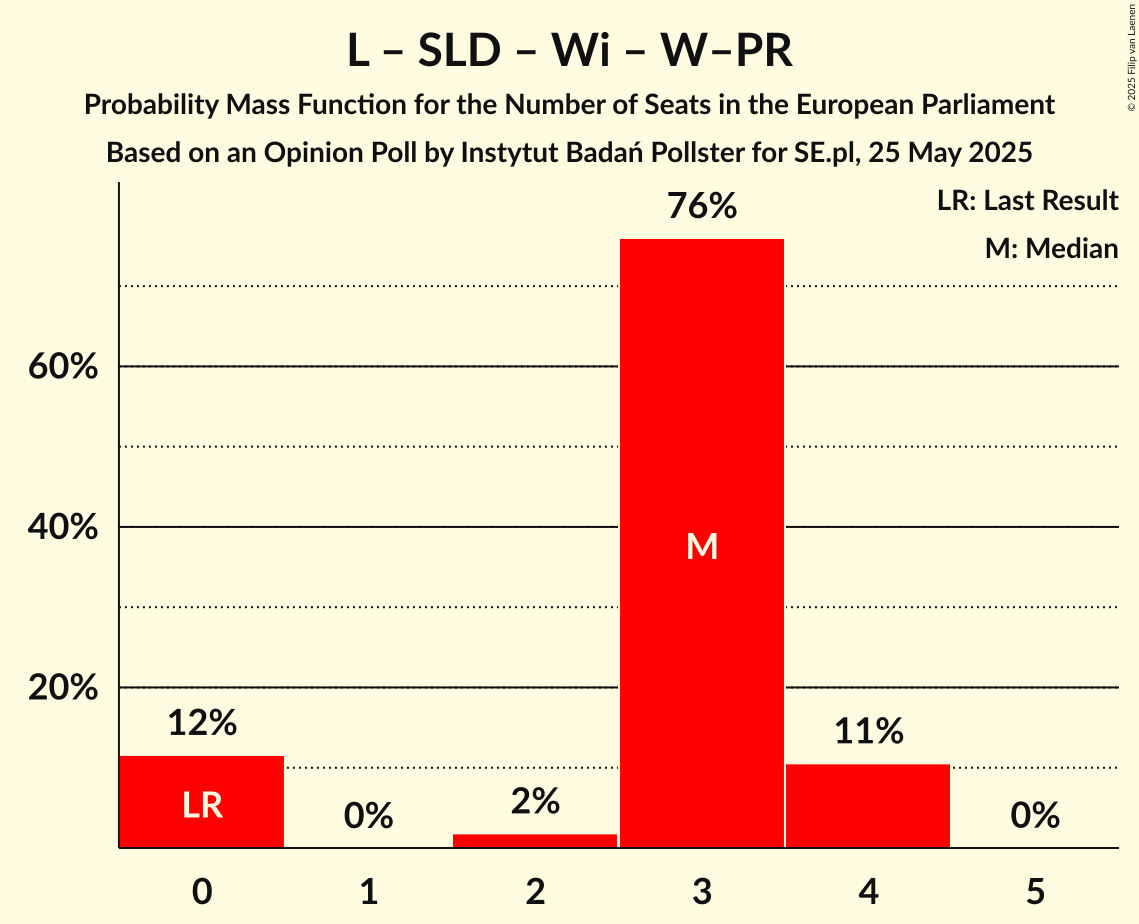 L – SLD – Wi – W–PR
Probability Mass Function for the Number of Seats in the European Parliament
Based on an Opinion Poll by Instytut Badań Pollster for SE.pl, 25 May 2025
© 2025 Filip van Laenen
LR: Last Result
M: Median
76%
60%
40%
M
20%
12%
11%
LR
0%
2%
0%
0 1 2 3 4 5